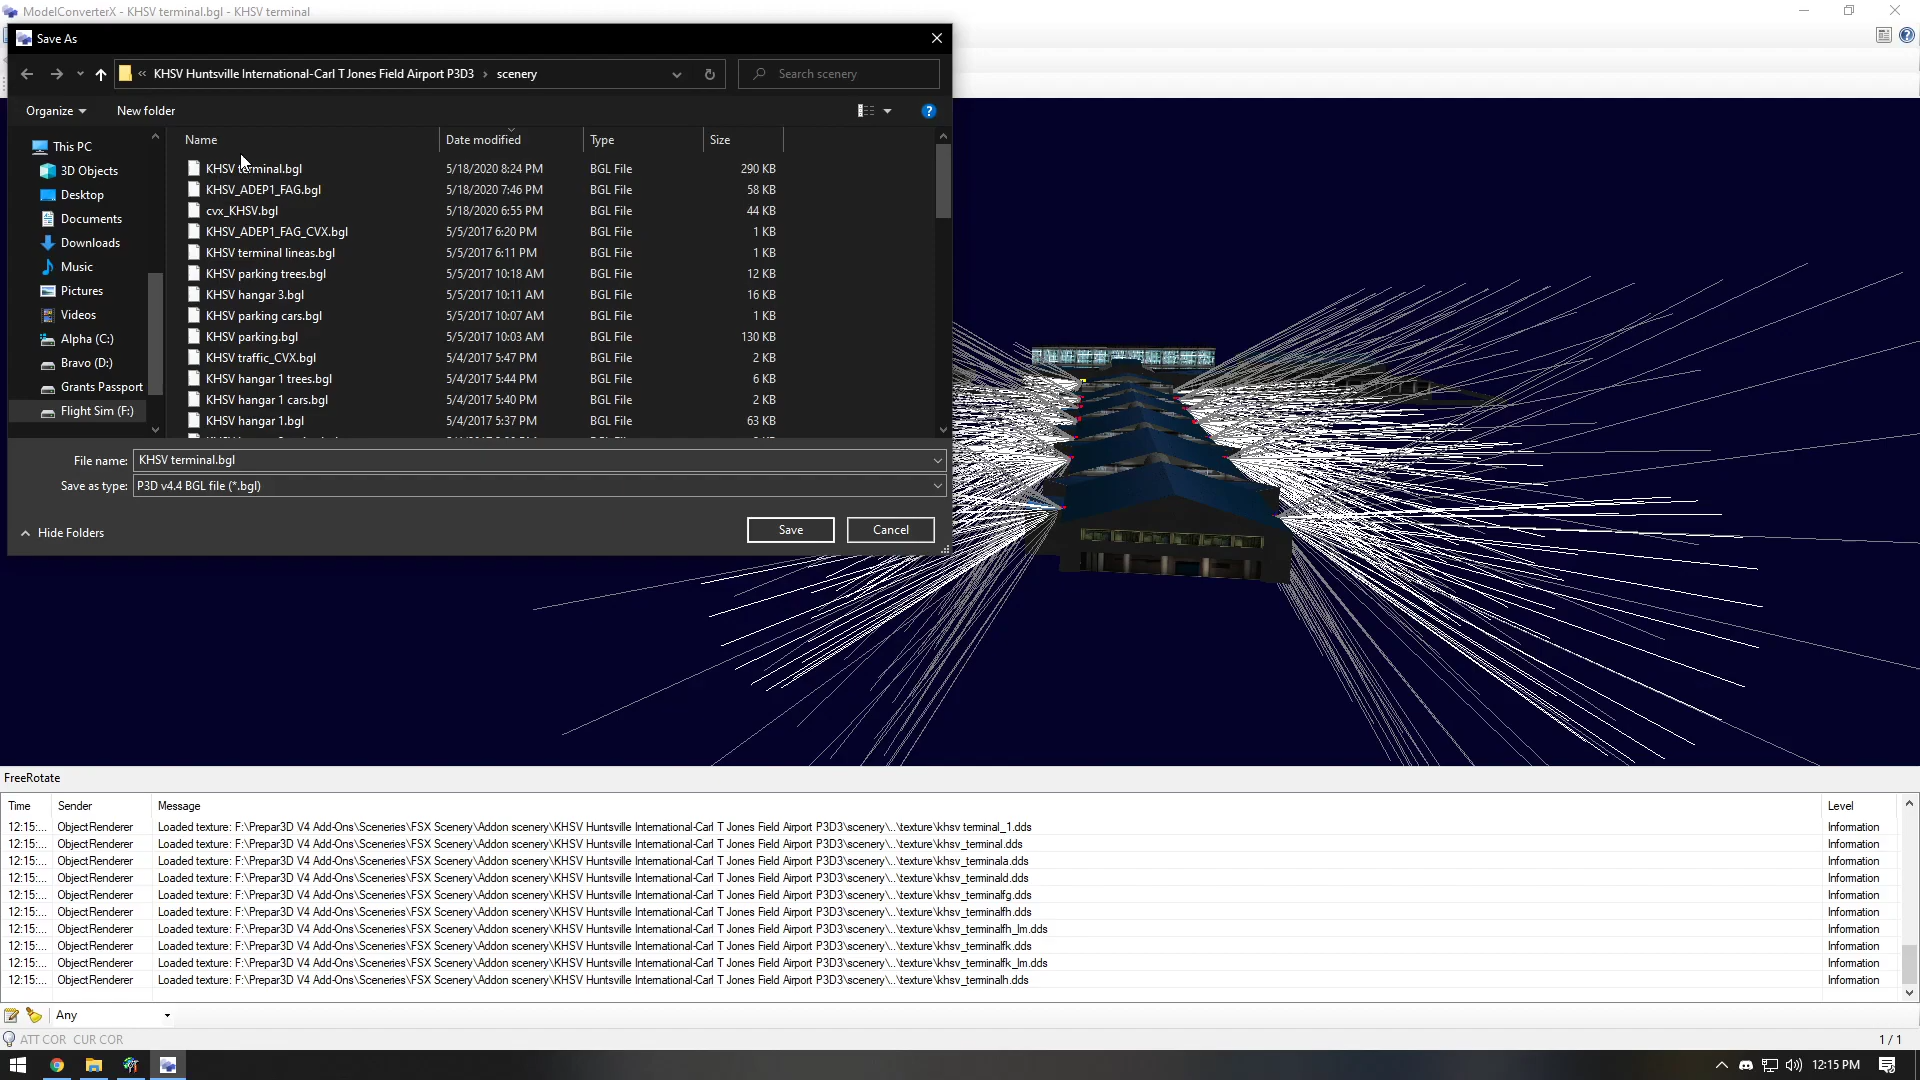 ModelConverterX - KHSV terminal.bgl - KHSV terminal
Save As
« KHSV Huntsville International-Carl T Jones Field Airport P3D3 › scenery
Search scenery
Organize
New folder
Name Date modified Type Size
This PC
3D Objects
Desktop
Documents
Downloads
Music
Pictures
Videos
Alpha (C:)
Bravo (D:)
Grants Passport
Flight Sim (F:)
KHSV terminal.bgl 5/18/2020 8:24 PM BGL File 290 KB
KHSV_ADEP1_FAG.bgl 5/18/2020 7:46 PM BGL File 58 KB
cvx_KHSV.bgl 5/18/2020 6:55 PM BGL File 44 KB
KHSV_ADEP1_FAG_CVX.bgl 5/5/2017 6:20 PM BGL File 1 KB
KHSV terminal lineas.bgl 5/5/2017 6:11 PM BGL File 1 KB
KHSV parking trees.bgl 5/5/2017 10:18 AM BGL File 12 KB
KHSV hangar 3.bgl 5/5/2017 10:11 AM BGL File 16 KB
KHSV parking cars.bgl 5/5/2017 10:07 AM BGL File 1 KB
KHSV parking.bgl 5/5/2017 10:03 AM BGL File 130 KB
KHSV traffic_CVX.bgl 5/4/2017 5:47 PM BGL File 2 KB
KHSV hangar 1 trees.bgl 5/4/2017 5:44 PM BGL File 6 KB
KHSV hangar 1 cars.bgl 5/4/2017 5:40 PM BGL File 2 KB
KHSV hangar 1.bgl 5/4/2017 5:37 PM BGL File 63 KB
File name: KHSV terminal.bgl
Save as type: P3D v4.4 BGL file (*.bgl)
Hide Folders
Save
Cancel
FreeRotate
Time Sender Message Level
12:15:... ObjectRenderer Loaded texture: F:\Prepar3D V4 Add-Ons\Sceneries\FSX Scenery\Addon scenery\KHSV Huntsville International-Carl T Jones Field Airport P3D3\scenery\..\texture\khsv terminal_1.dds Information
12:15:... ObjectRenderer Loaded texture: F:\Prepar3D V4 Add-Ons\Sceneries\FSX Scenery\Addon scenery\KHSV Huntsville International-Carl T Jones Field Airport P3D3\scenery\..\texture\khsv_terminal.dds Information
12:15:... ObjectRenderer Loaded texture: F:\Prepar3D V4 Add-Ons\Sceneries\FSX Scenery\Addon scenery\KHSV Huntsville International-Carl T Jones Field Airport P3D3\scenery\..\texture\khsv_terminala.dds Information
12:15:... ObjectRenderer Loaded texture: F:\Prepar3D V4 Add-Ons\Sceneries\FSX Scenery\Addon scenery\KHSV Huntsville International-Carl T Jones Field Airport P3D3\scenery\..\texture\khsv_terminald.dds Information
12:15:... ObjectRenderer Loaded texture: F:\Prepar3D V4 Add-Ons\Sceneries\FSX Scenery\Addon scenery\KHSV Huntsville International-Carl T Jones Field Airport P3D3\scenery\..\texture\khsv_terminalfg.dds Information
12:15:... ObjectRenderer Loaded texture: F:\Prepar3D V4 Add-Ons\Sceneries\FSX Scenery\Addon scenery\KHSV Huntsville International-Carl T Jones Field Airport P3D3\scenery\..\texture\khsv_terminalfh.dds Information
12:15:... ObjectRenderer Loaded texture: F:\Prepar3D V4 Add-Ons\Sceneries\FSX Scenery\Addon scenery\KHSV Huntsville International-Carl T Jones Field Airport P3D3\scenery\..\texture\khsv_terminalfh_lm.dds Information
12:15:... ObjectRenderer Loaded texture: F:\Prepar3D V4 Add-Ons\Sceneries\FSX Scenery\Addon scenery\KHSV Huntsville International-Carl T Jones Field Airport P3D3\scenery\..\texture\khsv_terminalfk.dds Information
12:15:... ObjectRenderer Loaded texture: F:\Prepar3D V4 Add-Ons\Sceneries\FSX Scenery\Addon scenery\KHSV Huntsville International-Carl T Jones Field Airport P3D3\scenery\..\texture\khsv_terminalfk_lm.dds Information
12:15:... ObjectRenderer Loaded texture: F:\Prepar3D V4 Add-Ons\Sceneries\FSX Scenery\Addon scenery\KHSV Huntsville International-Carl T Jones Field Airport P3D3\scenery\..\texture\khsv_terminalh.dds Information
Any
ATT COR CUR COR 1 / 1
12:15 PM